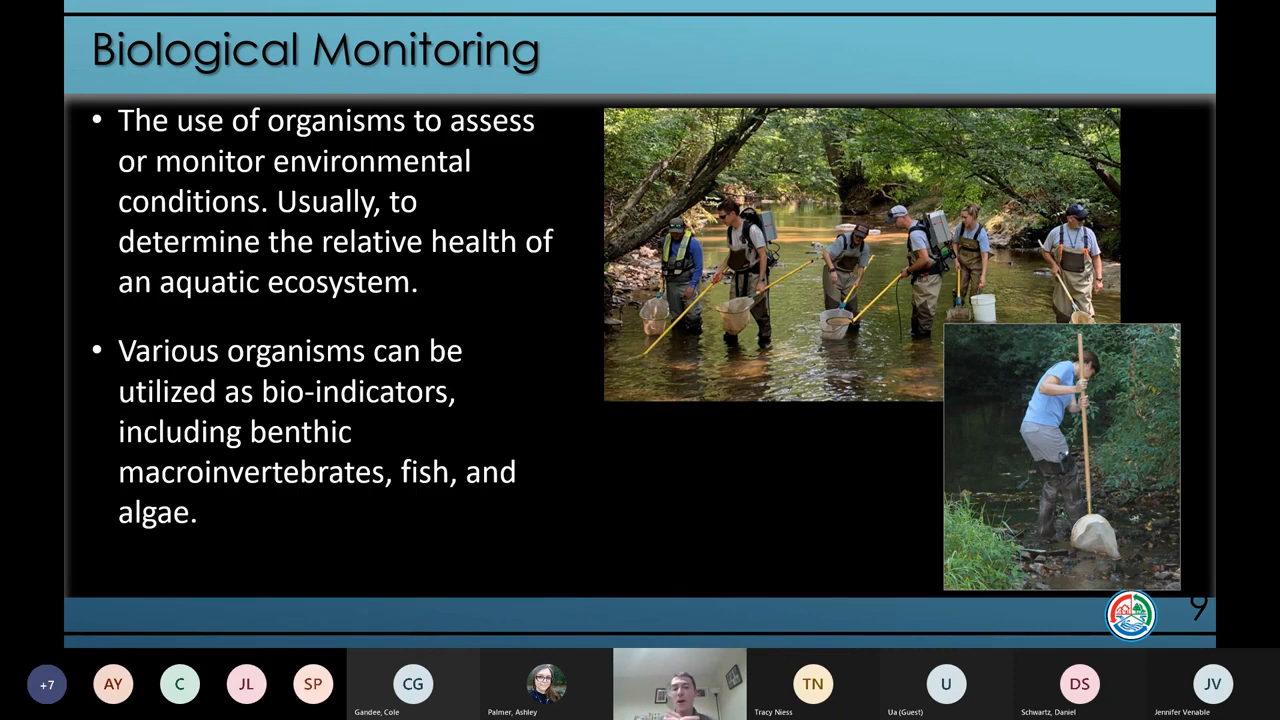 Biological Monitoring
• The use of organisms to assess
or monitor environmental
conditions. Usually, to
determine the relative health of
an aquatic ecosystem.
• Various organisms can be
utilized as bio-indicators,
including benthic
macroinvertebrates, fish, and
algae.
9
+7
AY
C
JL
SP
CG
Gandee, Cole
Palmer, Ashley
TN
Tracy Niess
U
Ua (Guest)
DS
Schwartz, Daniel
JV
Jennifer Venable